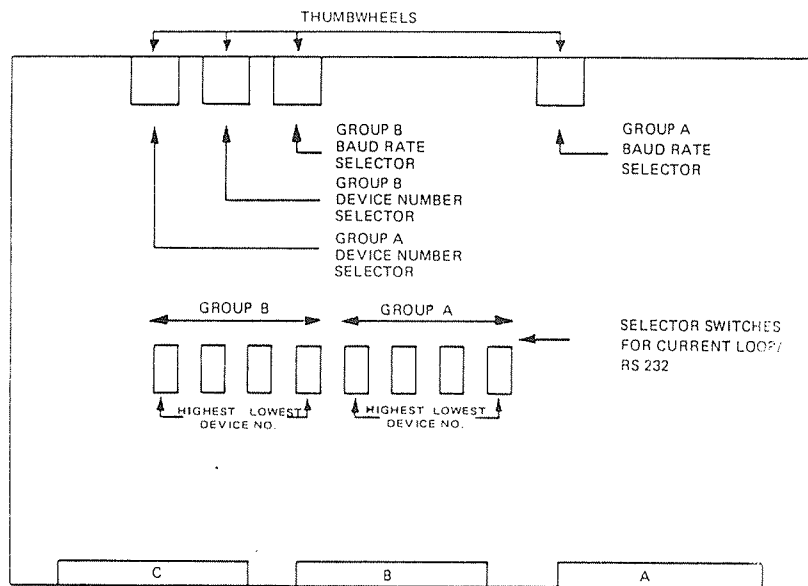 THUMBWHEELS
GROUP B
BAUD RATE
SELECTOR
GROUP A
BAUD RATE
SELECTOR
GROUP B
DEVICE NUMBER
SELECTOR
GROUP A
DEVICE NUMBER
SELECTOR
GROUP B
GROUP A
SELECTOR SWITCHES
FOR CURRENT LOOP/
RS 232
HIGHEST LOWEST
DEVICE NO.
HIGHEST LOWEST
DEVICE NO.
C
B
A